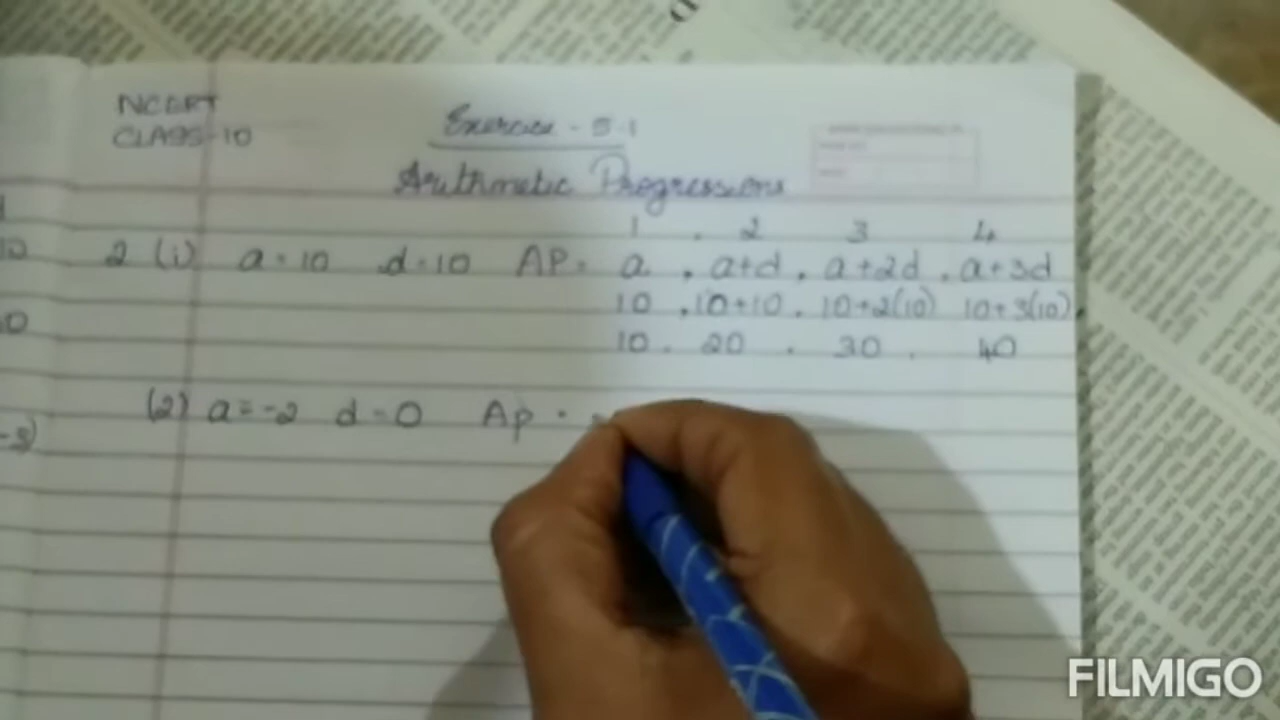 NCERT
CLASS-10
Exercise - 5.1
Arithmetic Progressions
1 . 2 3 4
2 (i) a = 10 d = 10 AP = a , a+d , a+2d , a+3d
10 , 10+10 , 10+2(10) 10+3(10),
10 , 20 , 30 , 40
(2) a = -2 d = 0 Ap =
FILMIGO